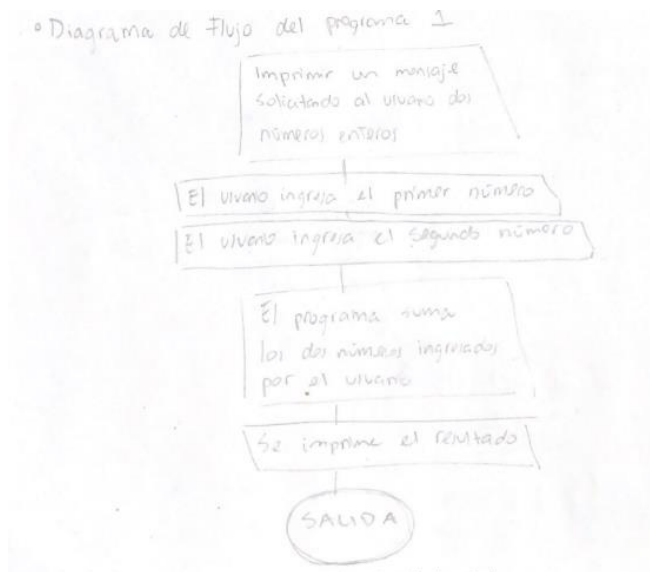 ° Diagrama de Flujo del programa 1
Imprimir un mensaje
solicitando al usuario dos
números enteros
El usuario ingresa el primer número
El usuario ingresa el segundo número
El programa suma
los dos números ingresados
por el usuario
Se imprime el resultado
SALIDA